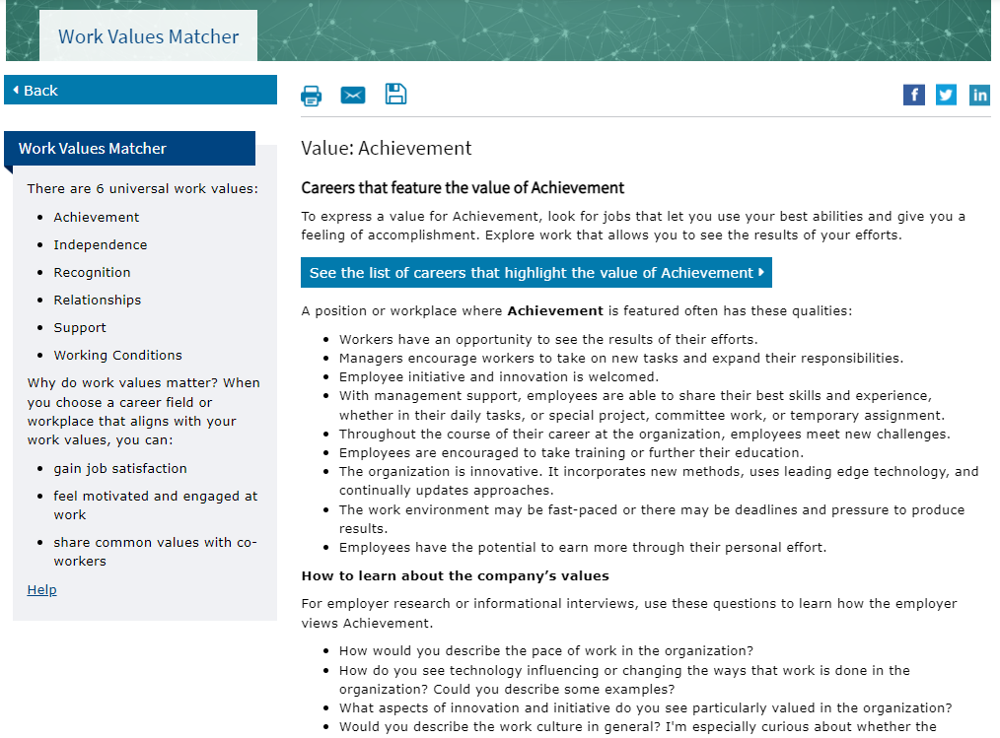 Work Values Matcher
Back
Work Values Matcher
There are 6 universal work values:
• Achievement
• Independence
• Recognition
• Relationships
• Support
• Working Conditions
Why do work values matter? When
you choose a career field or
workplace that aligns with your
work values, you can:
• gain job satisfaction
• feel motivated and engaged at
work
• share common values with co-
workers
Help
f
in
Value: Achievement
Careers that feature the value of Achievement
To express a value for Achievement, look for jobs that let you use your best abilities and give you a
feeling of accomplishment. Explore work that allows you to see the results of your efforts.
See the list of careers that highlight the value of Achievement
A position or workplace where Achievement is featured often has these qualities:
• Workers have an opportunity to see the results of their efforts.
• Managers encourage workers to take on new tasks and expand their responsibilities.
• Employee initiative and innovation is welcomed.
• With management support, employees are able to share their best skills and experience,
whether in their daily tasks, or special project, committee work, or temporary assignment.
• Throughout the course of their career at the organization, employees meet new challenges.
• Employees are encouraged to take training or further their education.
• The organization is innovative. It incorporates new methods, uses leading edge technology, and
continually updates approaches.
• The work environment may be fast-paced or there may be deadlines and pressure to produce
results.
• Employees have the potential to earn more through their personal effort.
How to learn about the company’s values
For employer research or informational interviews, use these questions to learn how the employer
views Achievement.
• How would you describe the pace of work in the organization?
• How do you see technology influencing or changing the ways that work is done in the
organization? Could you describe some examples?
• What aspects of innovation and initiative do you see particularly valued in the organization?
• Would you describe the work culture in general? I'm especially curious about whether the